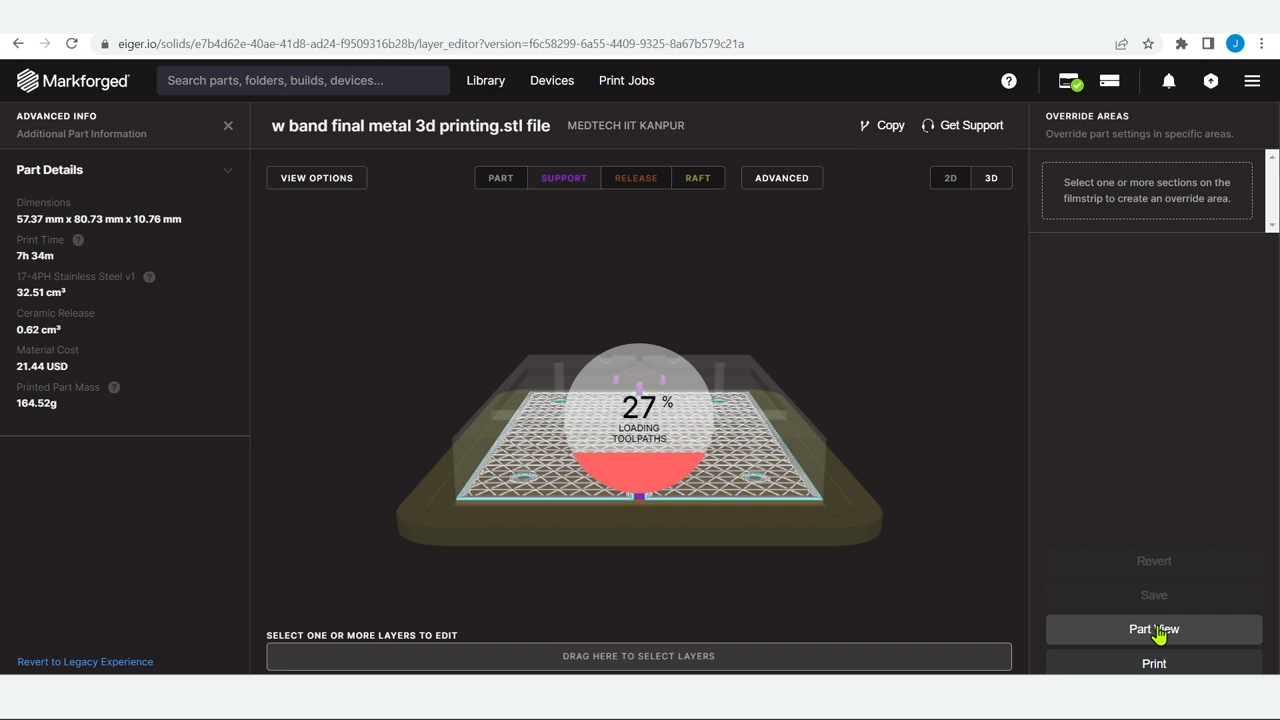 eiger.io/solids/e7b4d62e-40ae-41d8-ad24-f9509316b28b/layer_editor?version=f6c58299-6a55-4409-9325-8a67b579c21a
J
Markforged
Search parts, folders, builds, devices...
Library
Devices
Print Jobs
?
ADVANCED INFO
Additional Part Information
Part Details
Dimensions
57.37 mm x 80.73 mm x 10.76 mm
Print Time ?
7h 34m
17-4PH Stainless Steel v1 ?
32.51 cm³
Ceramic Release
0.62 cm³
Material Cost
21.44 USD
Printed Part Mass ?
164.52g
Revert to Legacy Experience
w band final metal 3d printing.stl file
MEDTECH IIT KANPUR
Copy
Get Support
VIEW OPTIONS
PART
SUPPORT
RELEASE
RAFT
ADVANCED
2D
3D
27 %
LOADING
TOOLPATHS
SELECT ONE OR MORE LAYERS TO EDIT
DRAG HERE TO SELECT LAYERS
OVERRIDE AREAS
Override part settings in specific areas.
Select one or more sections on the
filmstrip to create an override area.
Revert
Save
Part View
Print